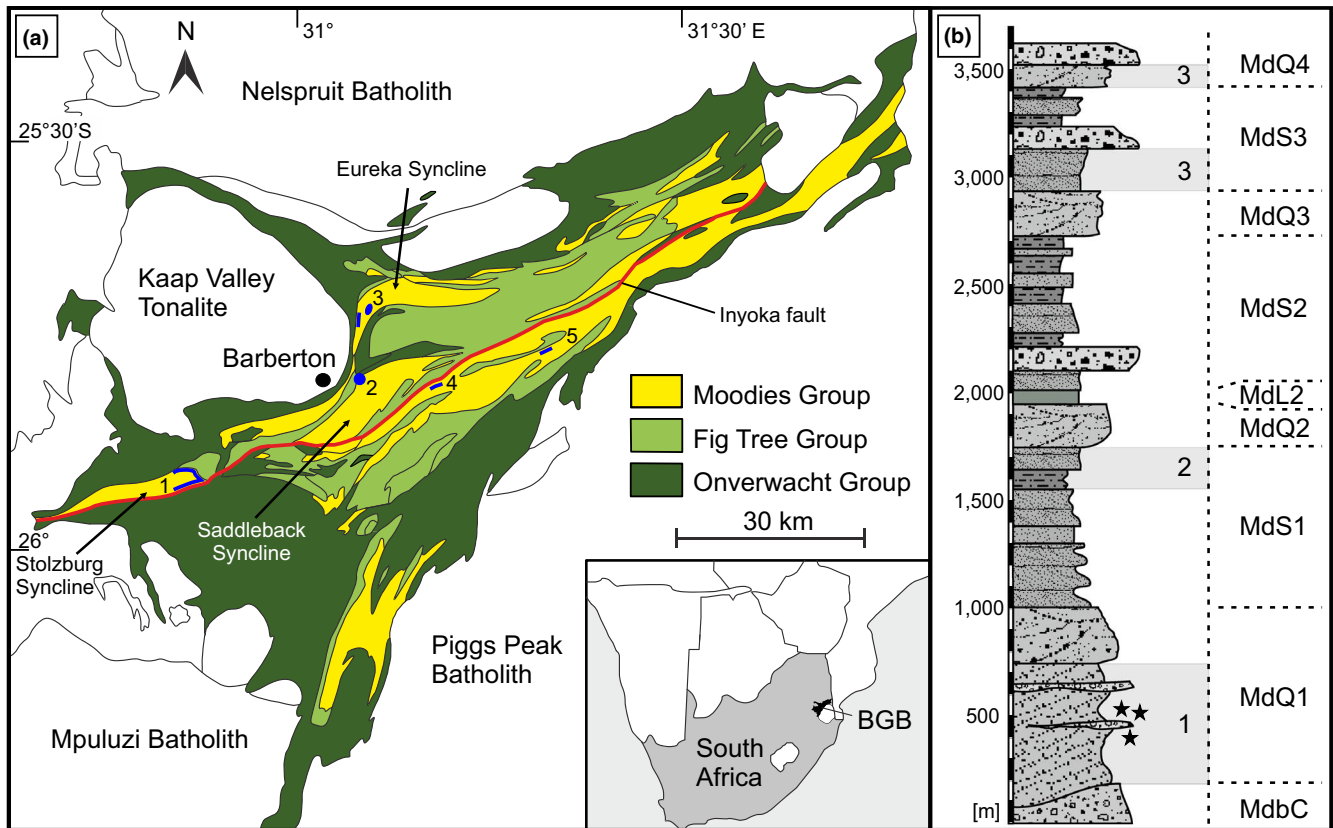 (a)
N
31°
31°30’ E
25°30’S
26°
Nelspruit Batholith
Eureka Syncline
Kaap Valley
Tonalite
Barberton
Inyoka fault
3
2
5
4
1
Moodies Group
Fig Tree Group
Onverwacht Group
30 km
Saddleback
Syncline
Stolzburg
Syncline
Piggs Peak
Batholith
Mpuluzi Batholith
BGB
South
Africa
(b)
3,500
3,000
2,500
2,000
1,500
1,000
500
[m]
3
3
2
1
MdQ4
MdS3
MdQ3
MdS2
MdL2
MdQ2
MdS1
MdQ1
MdbC